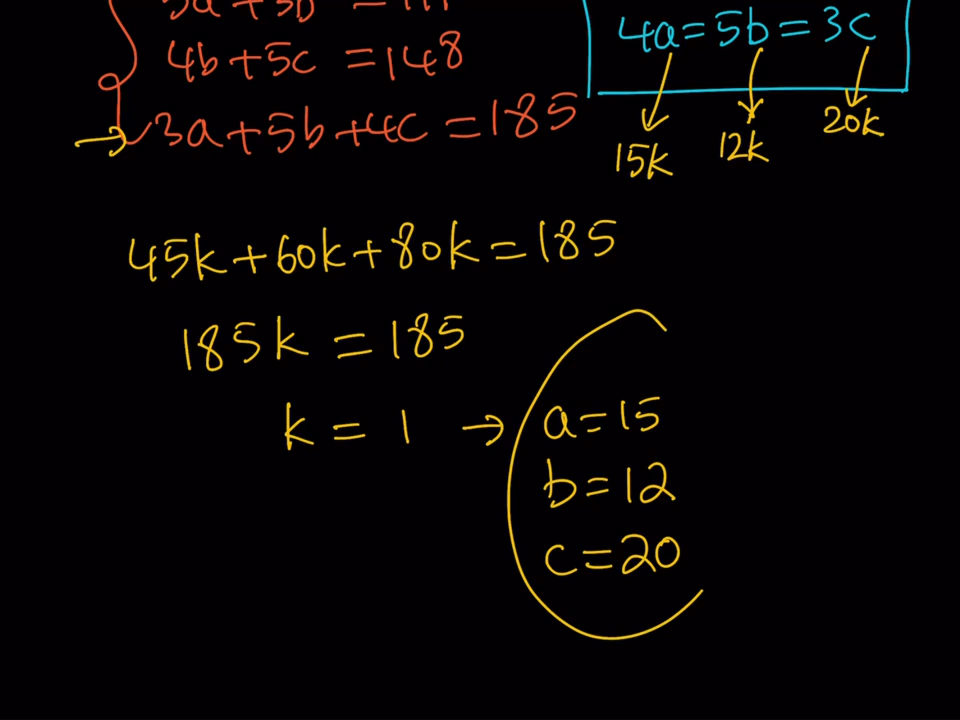 4a=5b=3c
4b+5c =148
3a+5b+4c =185
15k 12k 20k
45k+60k+80k=185
185k =185
k = 1 → a=15
b=12
c=20